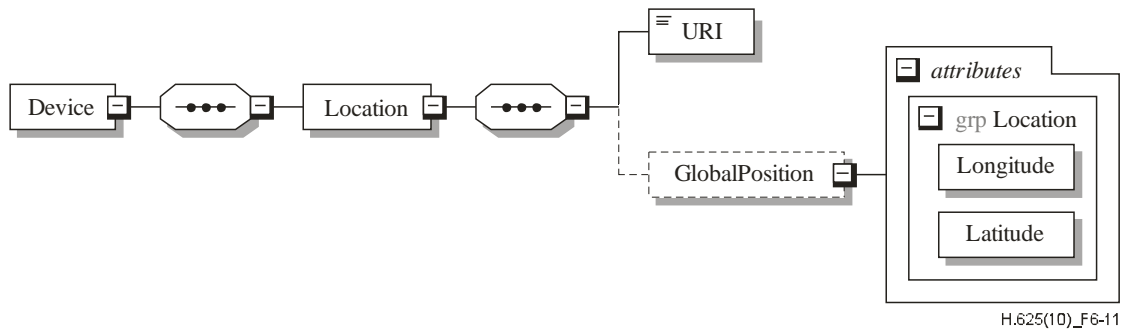 URI
attributes
Device
Location
grp Location
GlobalPosition
Longitude
Latitude
H.625(10)_F6-11